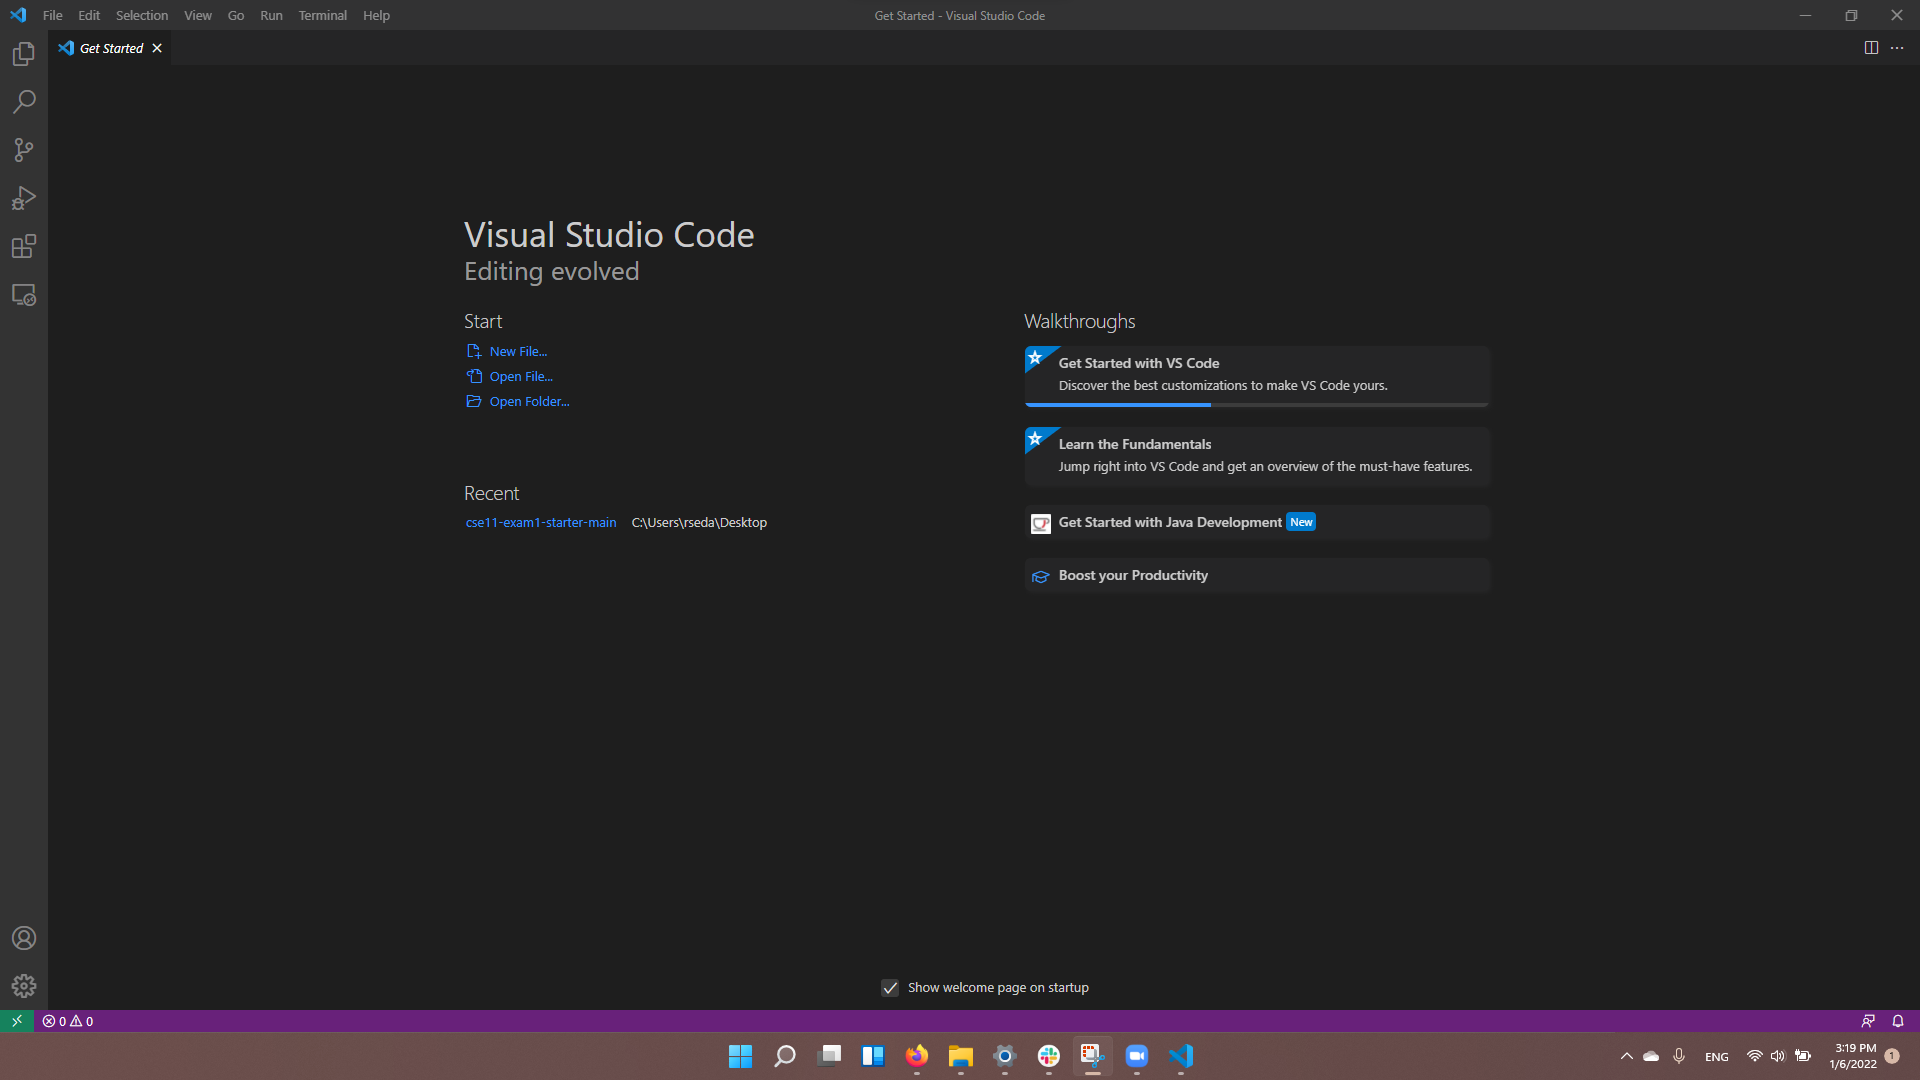 File Edit Selection View Go Run Terminal Help
Get Started - Visual Studio Code
Get Started
Visual Studio Code
Editing evolved
Start
New File...
Open File...
Open Folder...
Recent
cse11-exam1-starter-main C:\Users\rseda\Desktop
Walkthroughs
Get Started with VS Code
Discover the best customizations to make VS Code yours.
Learn the Fundamentals
Jump right into VS Code and get an overview of the must-have features.
Get Started with Java Development New
Boost your Productivity
Show welcome page on startup
0 0
ENG
3:19 PM
1/6/2022
1